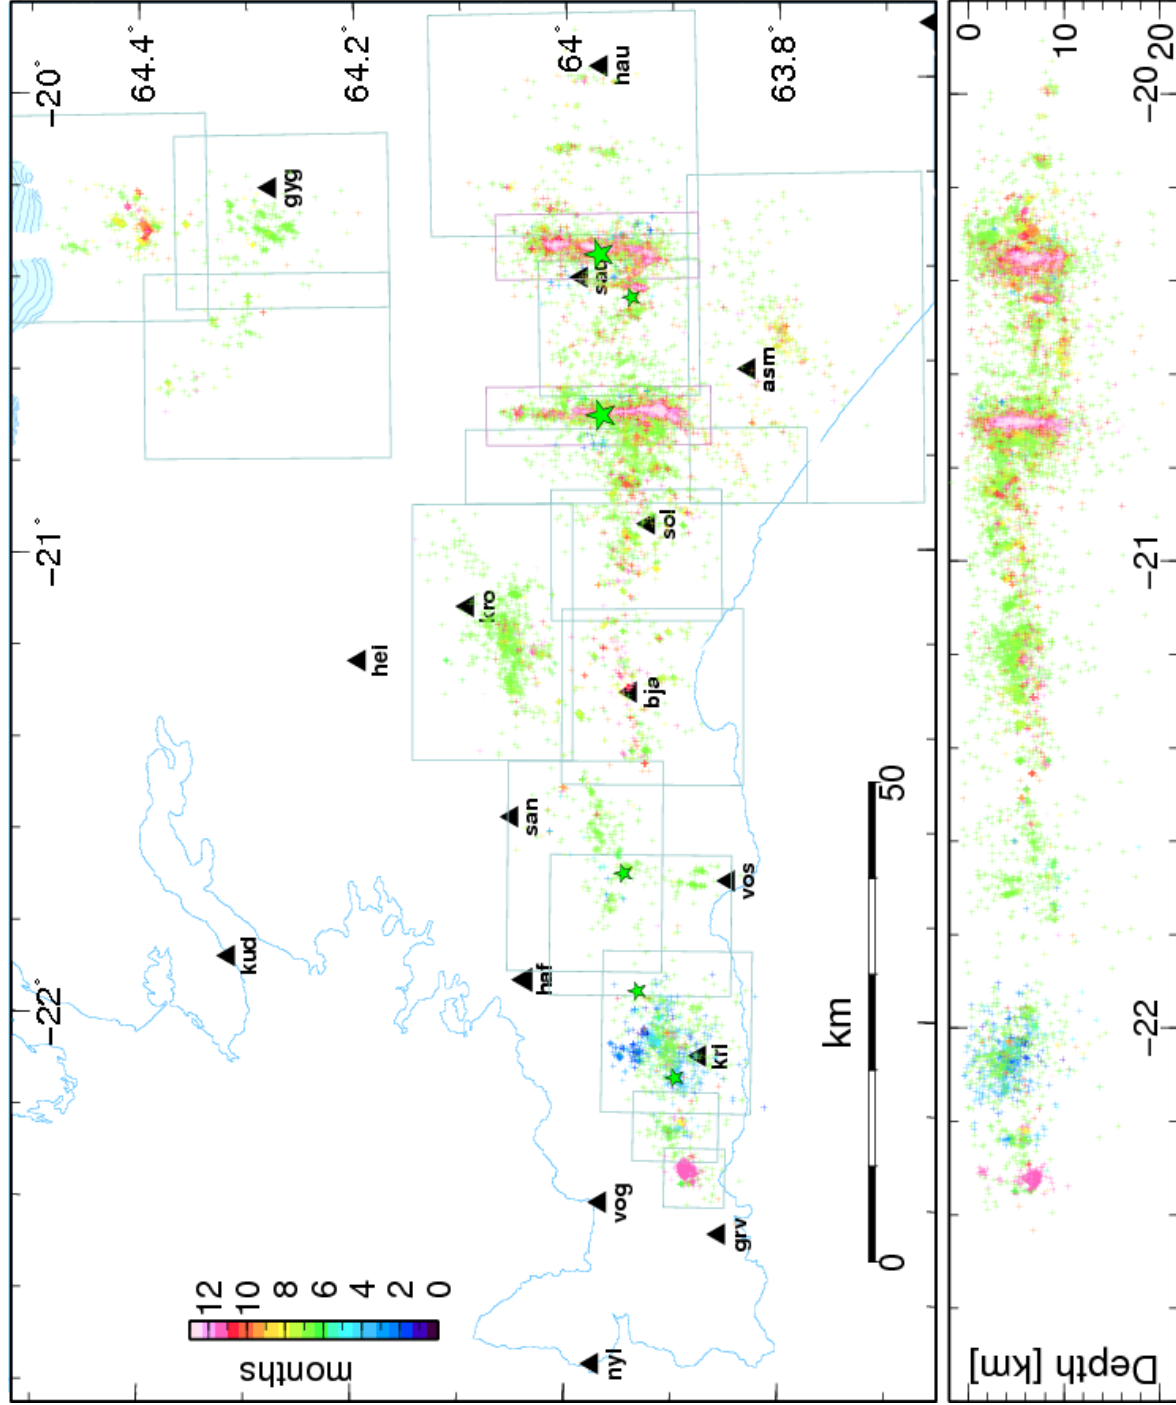 −22°
−21°
−20°
64.4°
64.2°
64°
63.8°
months
0 2 4 6 8 10 12
kud
hei
gyg
kro
san
haf
vog
nyl
grv
kri
vos
bja
sol
asm
sau
hau
km
0
50
Depth [km]
0
10
20
−22
−21
−20